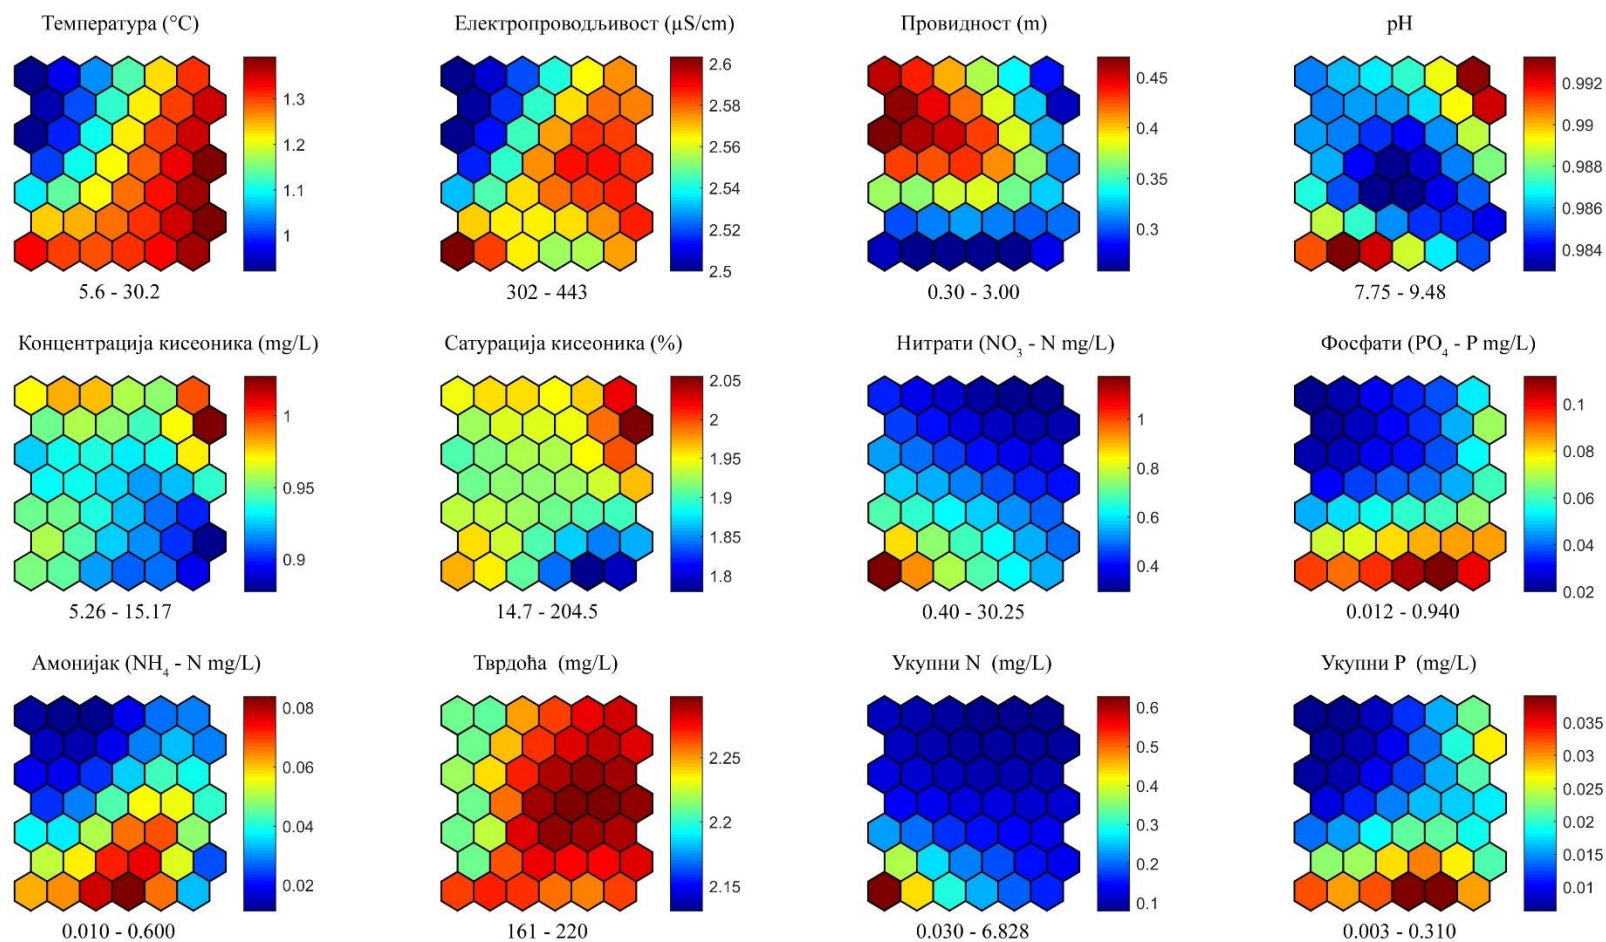 Температура (°C)
1.3
1.2
1.1
1
5.6 - 30.2
Електропроводљивост (µS/cm)
2.6
2.58
2.56
2.54
2.52
2.5
302 - 443
Провидност (m)
0.45
0.4
0.35
0.3
0.30 - 3.00
pH
0.992
0.99
0.988
0.986
0.984
7.75 - 9.48
Концентрација кисеоника (mg/L)
1
0.95
0.9
5.26 - 15.17
Сатурација кисеоника (%)
2.05
2
1.95
1.9
1.85
1.8
14.7 - 204.5
Нитрати (NO₃ - N mg/L)
1
0.8
0.6
0.4
0.40 - 30.25
Фосфати (PO₄ - P mg/L)
0.1
0.08
0.06
0.04
0.02
0.012 - 0.940
Амонијак (NH₄ - N mg/L)
0.08
0.06
0.04
0.02
0.010 - 0.600
Тврдоћа (mg/L)
2.25
2.2
2.15
161 - 220
Укупни N (mg/L)
0.6
0.5
0.4
0.3
0.2
0.1
0.030 - 6.828
Укупни P (mg/L)
0.035
0.03
0.025
0.02
0.015
0.01
0.003 - 0.310